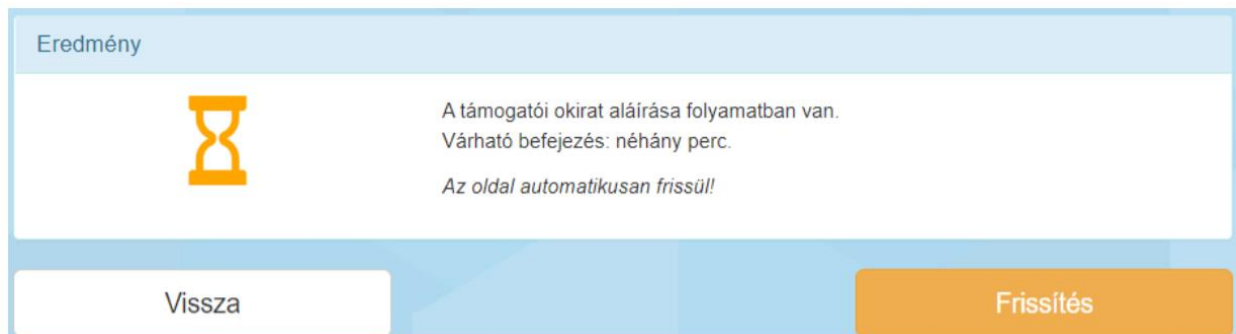 Eredmény
A támogatói okirat aláírása folyamatban van.
Várható befejezés: néhány perc.
Az oldal automatikusan frissül!
Vissza
Frissítés